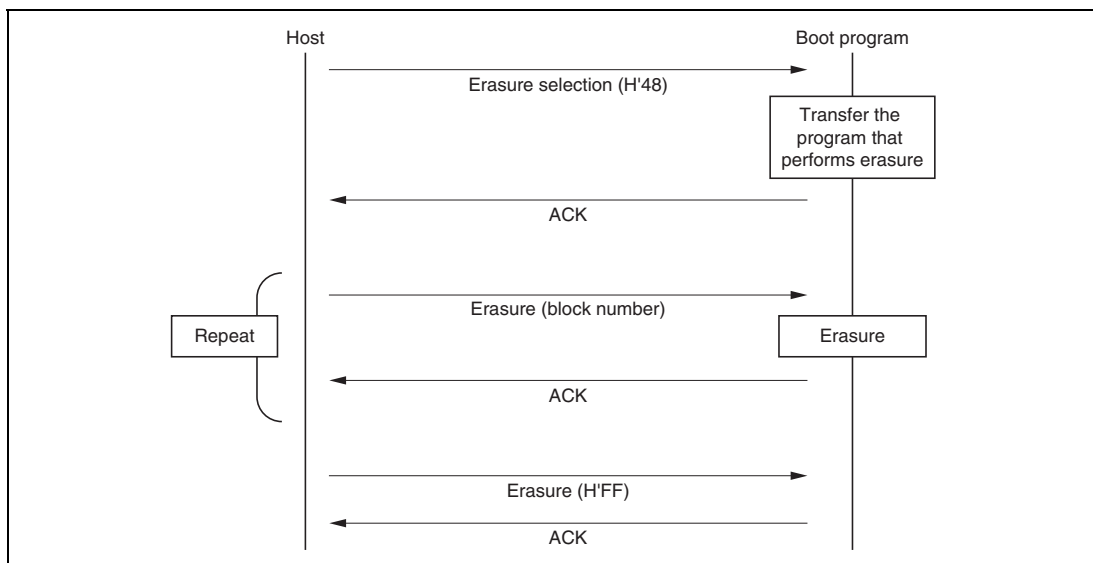 Host
Boot program
Erasure selection (H'48)
Transfer the
program that
performs erasure
ACK
Erasure (block number)
Repeat
Erasure
ACK
Erasure (H'FF)
ACK